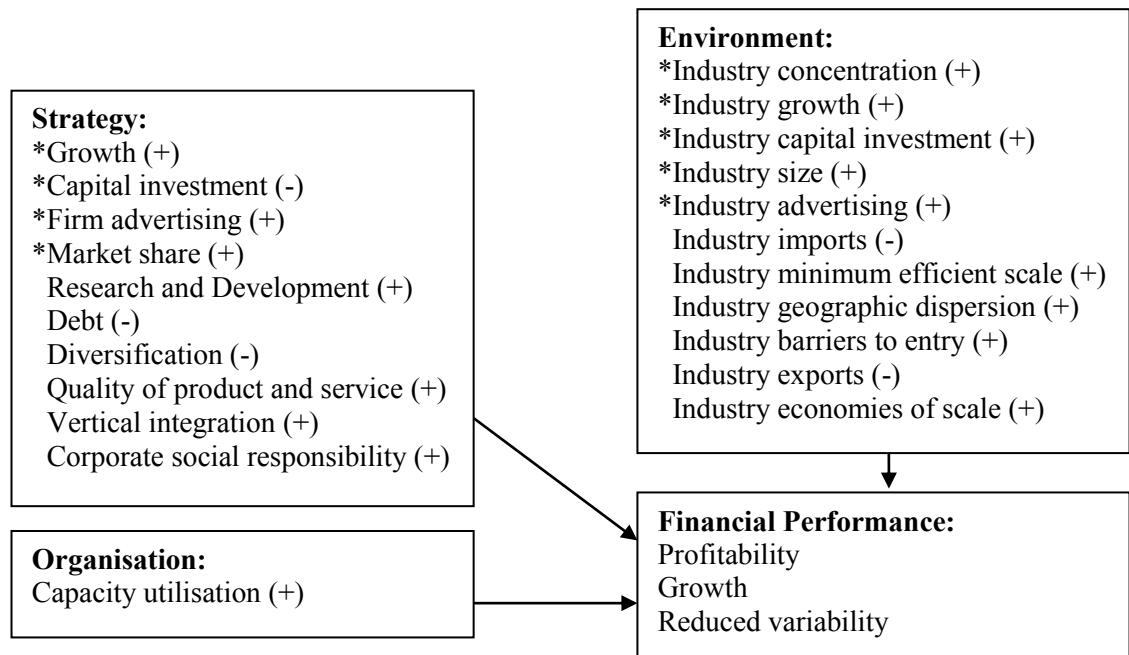 Strategy:
*Growth (+)
*Capital investment (-)
*Firm advertising (+)
*Market share (+)
Research and Development (+)
Debt (-)
Diversification (-)
Quality of product and service (+)
Vertical integration (+)
Corporate social responsibility (+)
Organisation:
Capacity utilisation (+)
Environment:
*Industry concentration (+)
*Industry growth (+)
*Industry capital investment (+)
*Industry size (+)
*Industry advertising (+)
Industry imports (-)
Industry minimum efficient scale (+)
Industry geographic dispersion (+)
Industry barriers to entry (+)
Industry exports (-)
Industry economies of scale (+)
Financial Performance:
Profitability
Growth
Reduced variability